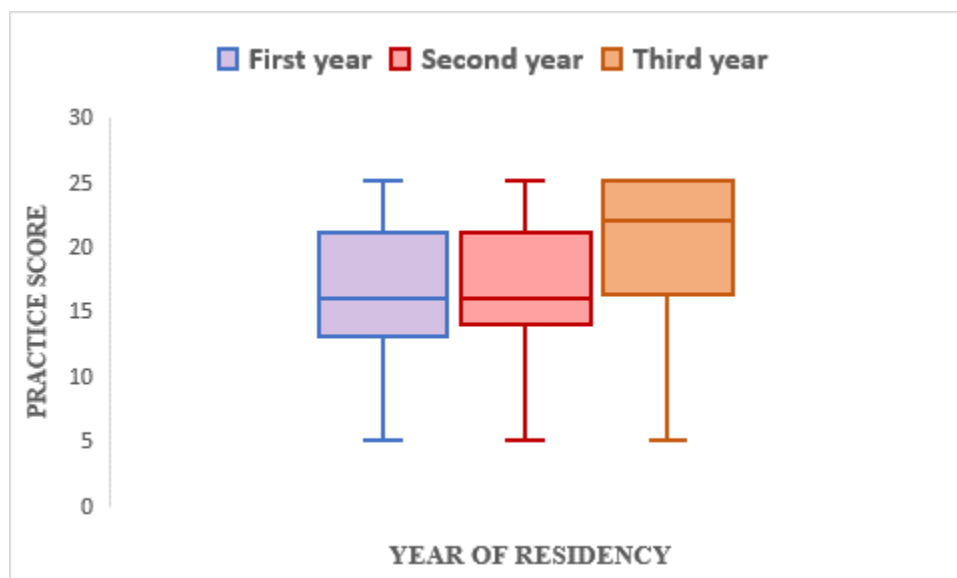 First year Second year Third year
30
25
20
15
10
5
0
PRACTICE SCORE
YEAR OF RESIDENCY